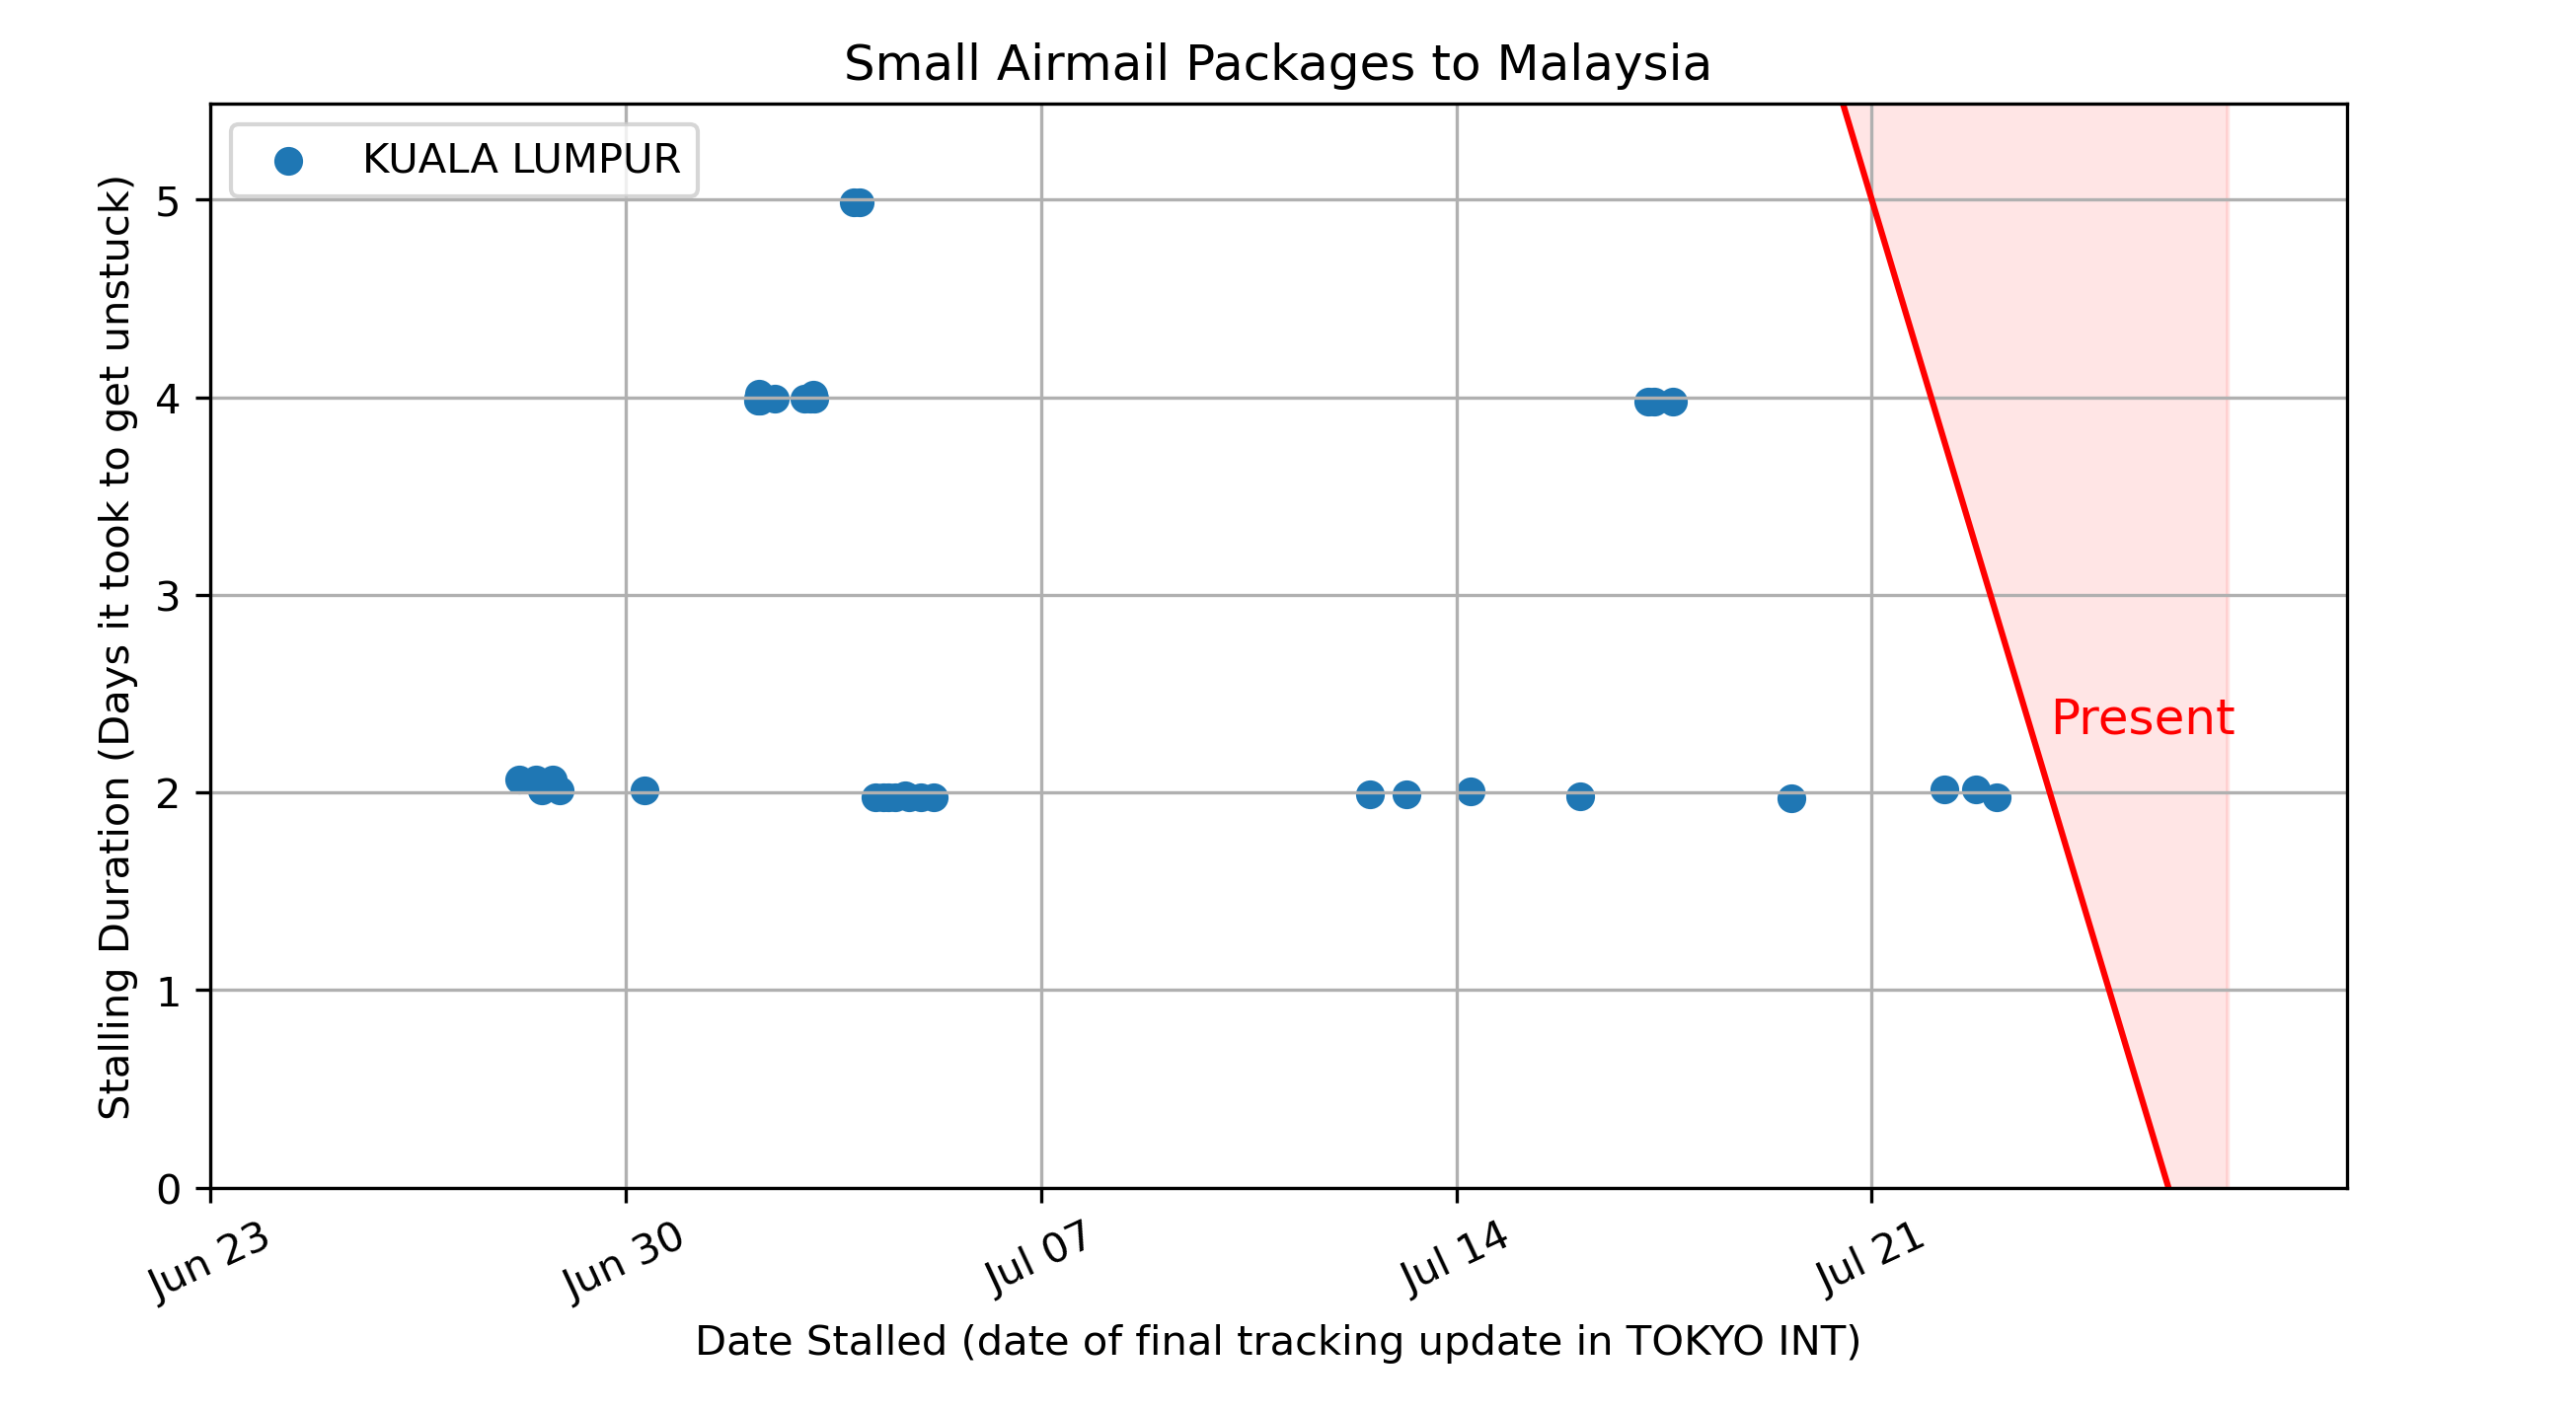 Small Airmail Packages to Malaysia
KUALA LUMPUR
Stalling Duration (Days it took to get unstuck)
5
4
3
2
1
0
Present
Jun 23
Jun 30
Jul 07
Jul 14
Jul 21
Date Stalled (date of final tracking update in TOKYO INT)